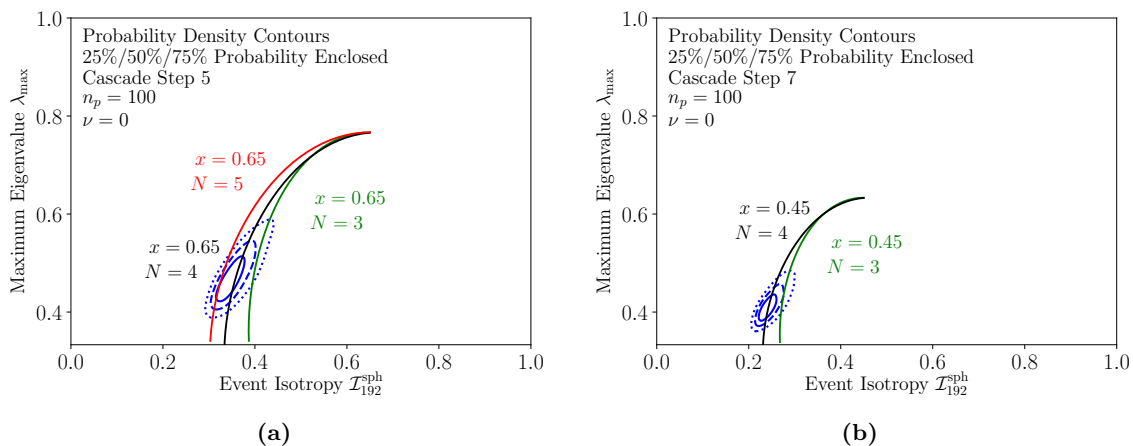 Probability Density Contours
25%/50%/75% Probability Enclosed
Cascade Step 5
n_p = 100
ν = 0
x = 0.65
N = 5
x = 0.65
N = 3
x = 0.65
N = 4
Maximum Eigenvalue λ_max
1.0
0.8
0.6
0.4
0.0 0.2 0.4 0.6 0.8 1.0
Event Isotropy I_192^sph
(a)
Probability Density Contours
25%/50%/75% Probability Enclosed
Cascade Step 7
n_p = 100
ν = 0
x = 0.45
N = 4
x = 0.45
N = 3
Maximum Eigenvalue λ_max
1.0
0.8
0.6
0.4
0.0 0.2 0.4 0.6 0.8 1.0
Event Isotropy I_192^sph
(b)